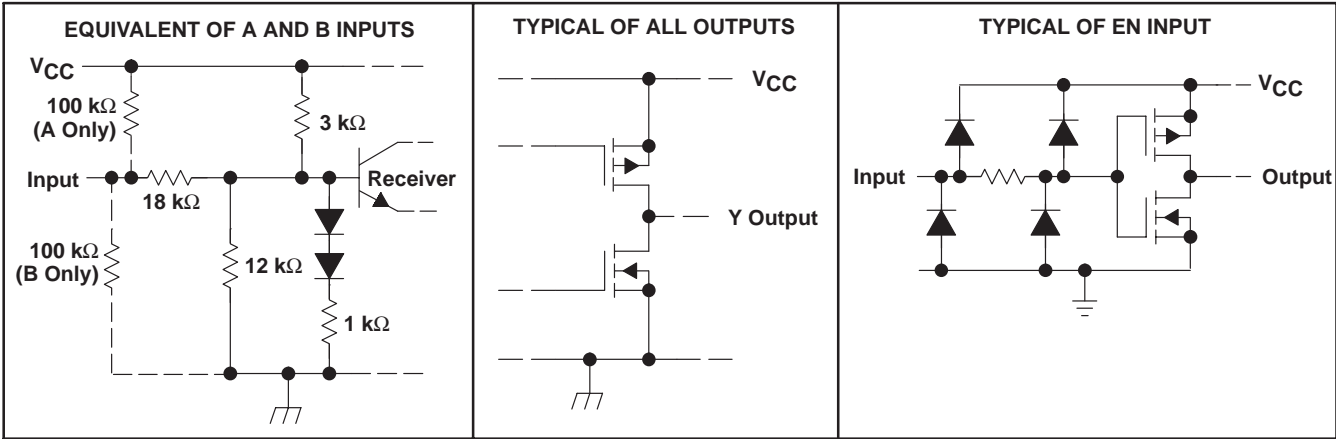 EQUIVALENT OF A AND B INPUTS
VCC
100 kΩ
(A Only)
3 kΩ
Input
18 kΩ
Receiver
100 kΩ
(B Only)
12 kΩ
1 kΩ
TYPICAL OF ALL OUTPUTS
VCC
Y Output
TYPICAL OF EN INPUT
VCC
Input
Output